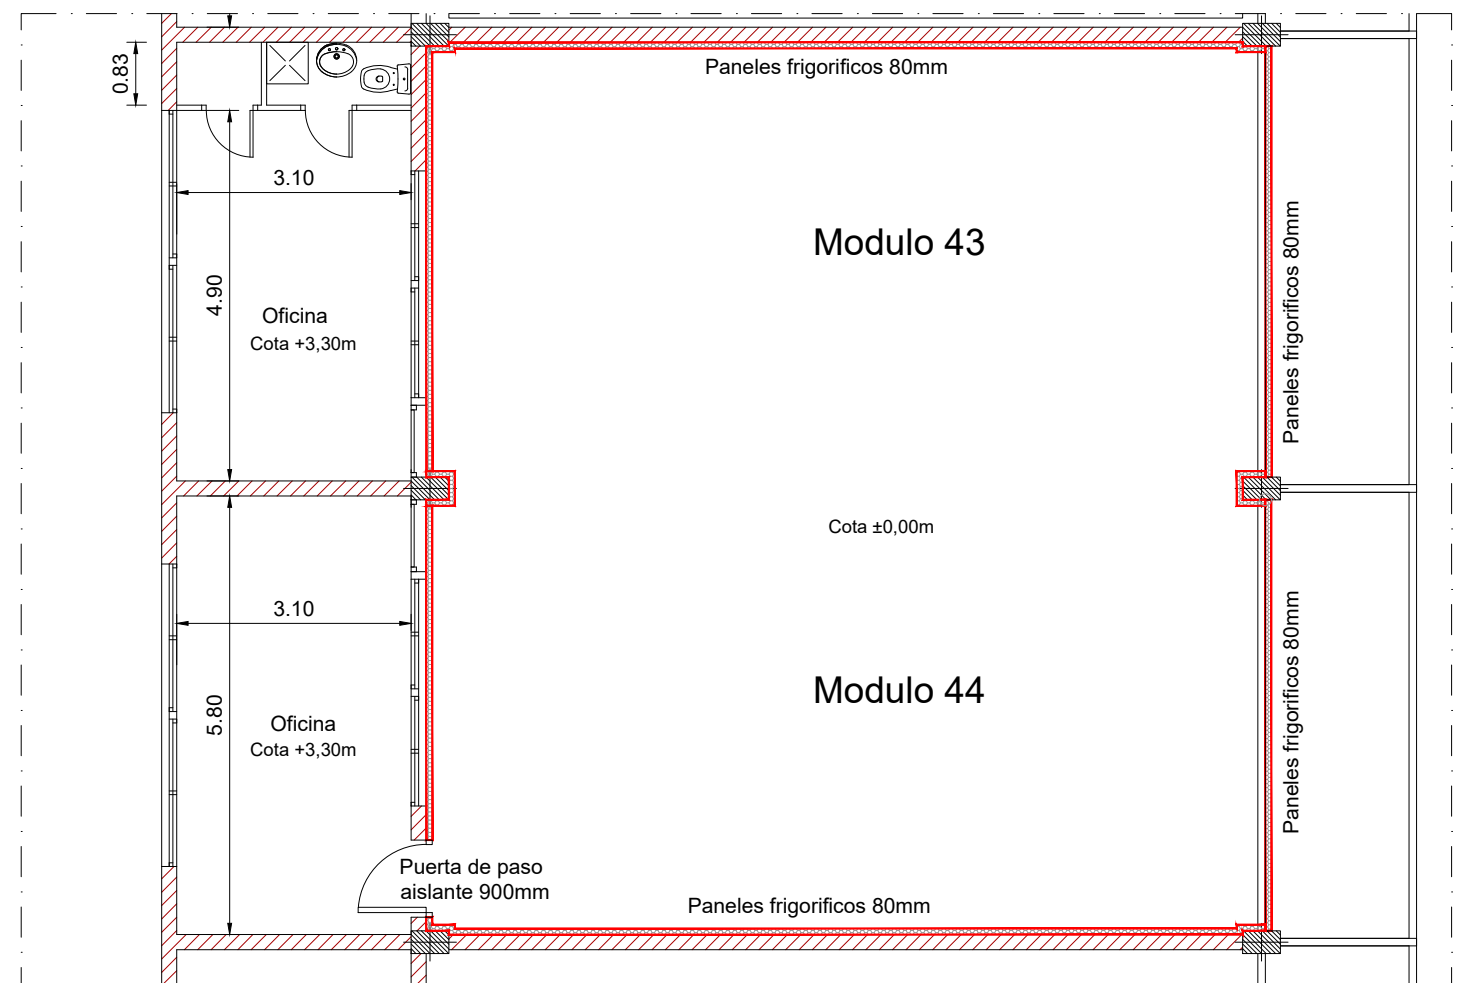 0.83
Paneles frigorificos 80mm
3.10
Modulo 43
4.90
Oficina
Cota +3,30m
Paneles frigorificos 80mm
Cota ±0,00m
3.10
Modulo 44
5.80
Oficina
Cota +3,30m
Paneles frigorificos 80mm
Puerta de paso
aislante 900mm
Paneles frigorificos 80mm